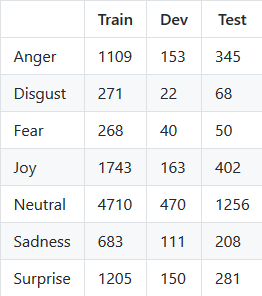 Train Dev Test
Anger 1109 153 345
Disgust 271 22 68
Fear 268 40 50
Joy 1743 163 402
Neutral 4710 470 1256
Sadness 683 111 208
Surprise 1205 150 281